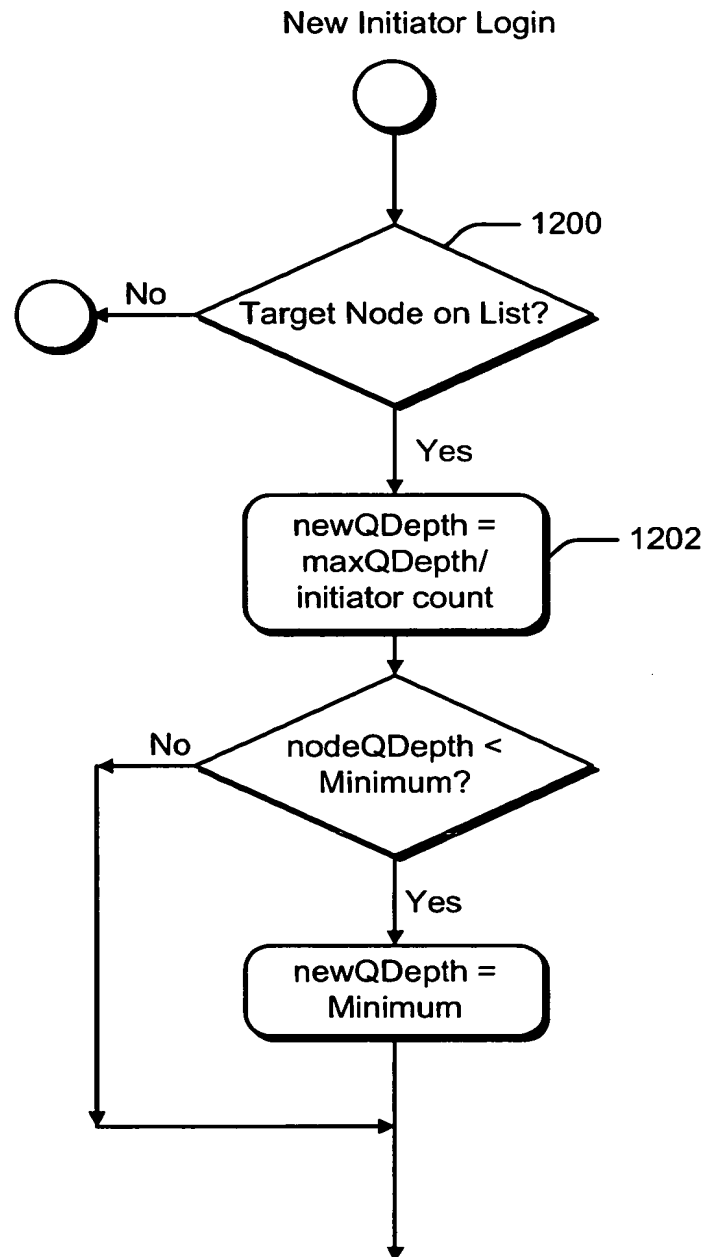 New Initiator Login
1200
No
Target Node on List?
Yes
newQDepth =
maxQDepth/
initiator count
1202
No
nodeQDepth <
Minimum?
Yes
newQDepth =
Minimum